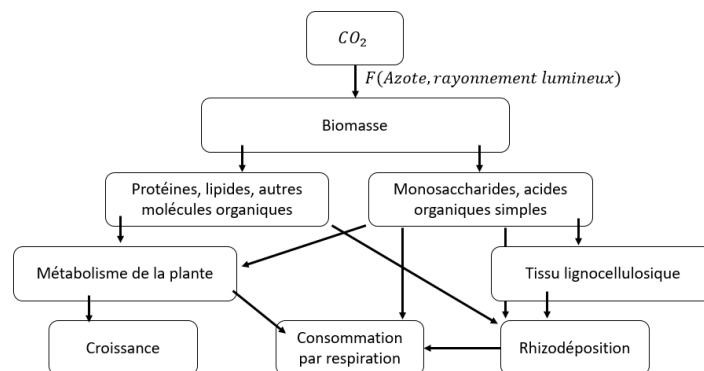 CO₂
F(Azote, rayonnement lumineux)
Biomasse
Protéines, lipides, autres
molécules organiques
Monosaccharides, acides
organiques simples
Métabolisme de la plante
Tissu lignocellulosique
Croissance
Consommation
par respiration
Rhizodéposition